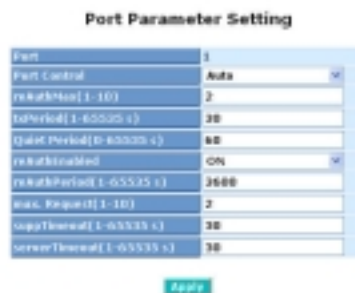 Port Parameter Setting
Port 1
Port Control Auto
reAuthMax(1-10) 2
txPeriod(1-65535 s) 30
Quiet Period(0-65535 s) 60
reAuthEnabled ON
reAuthPeriod(1-65535 s) 3600
max. Request(1-10) 2
suppTimeout(1-65535 s) 30
serverTimeout(1-65535 s) 30
Apply